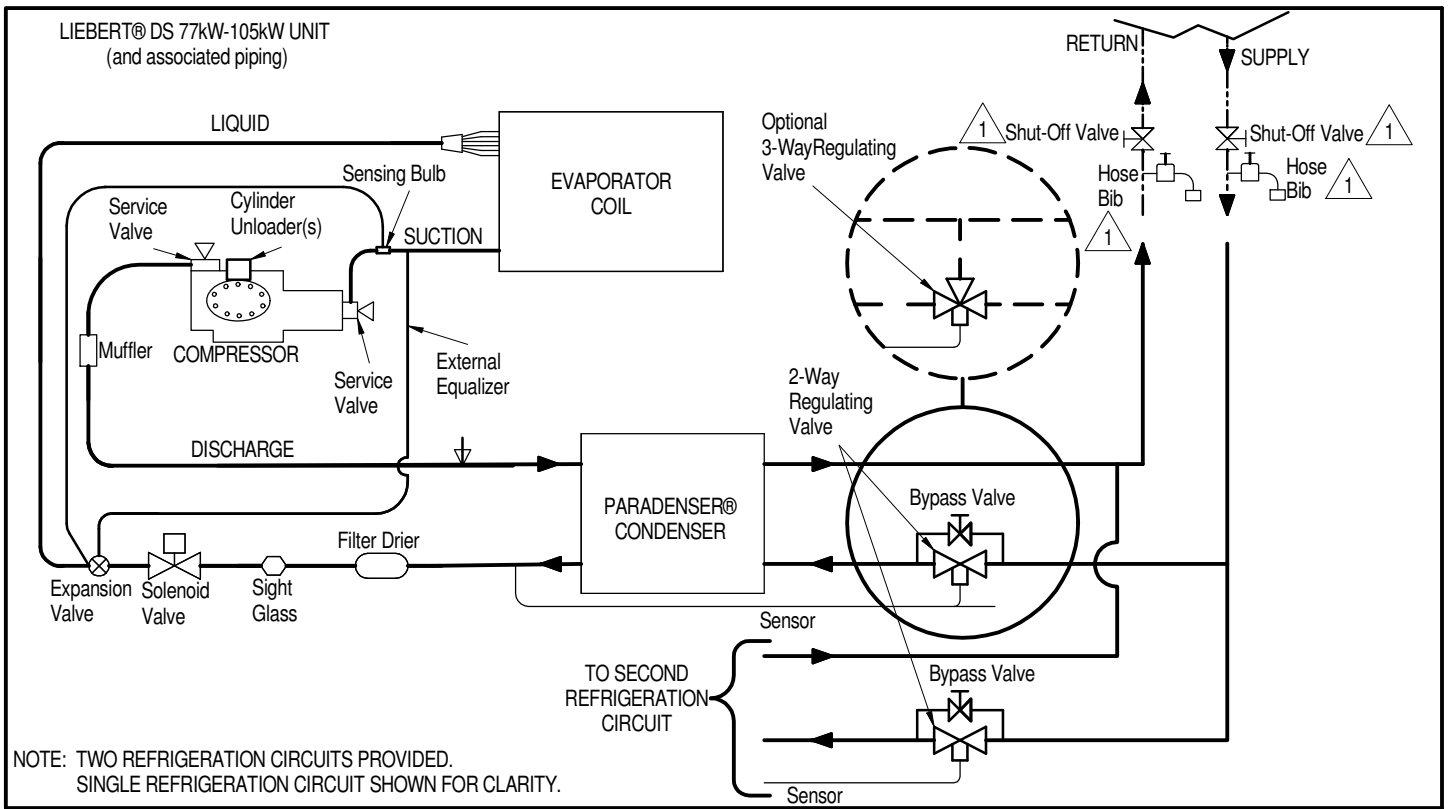 LIEBERT® DS 77kW-105kW UNIT
(and associated piping)
RETURN
SUPPLY
LIQUID
Optional
3-WayRegulating
Valve
1
Shut-Off Valve
Shut-Off Valve
1
Hose
Bib
1
Hose
Bib
1
Sensing Bulb
EVAPORATOR
COIL
Service
Valve
Cylinder
Unloader(s)
SUCTION
Muffler
COMPRESSOR
Service
Valve
External
Equalizer
2-Way
Regulating
Valve
DISCHARGE
PARADENSER®
CONDENSER
Bypass Valve
Filter Drier
Expansion
Valve
Solenoid
Valve
Sight
Glass
Sensor
TO SECOND
REFRIGERATION
CIRCUIT
Bypass Valve
Sensor
NOTE: TWO REFRIGERATION CIRCUITS PROVIDED.
SINGLE REFRIGERATION CIRCUIT SHOWN FOR CLARITY.